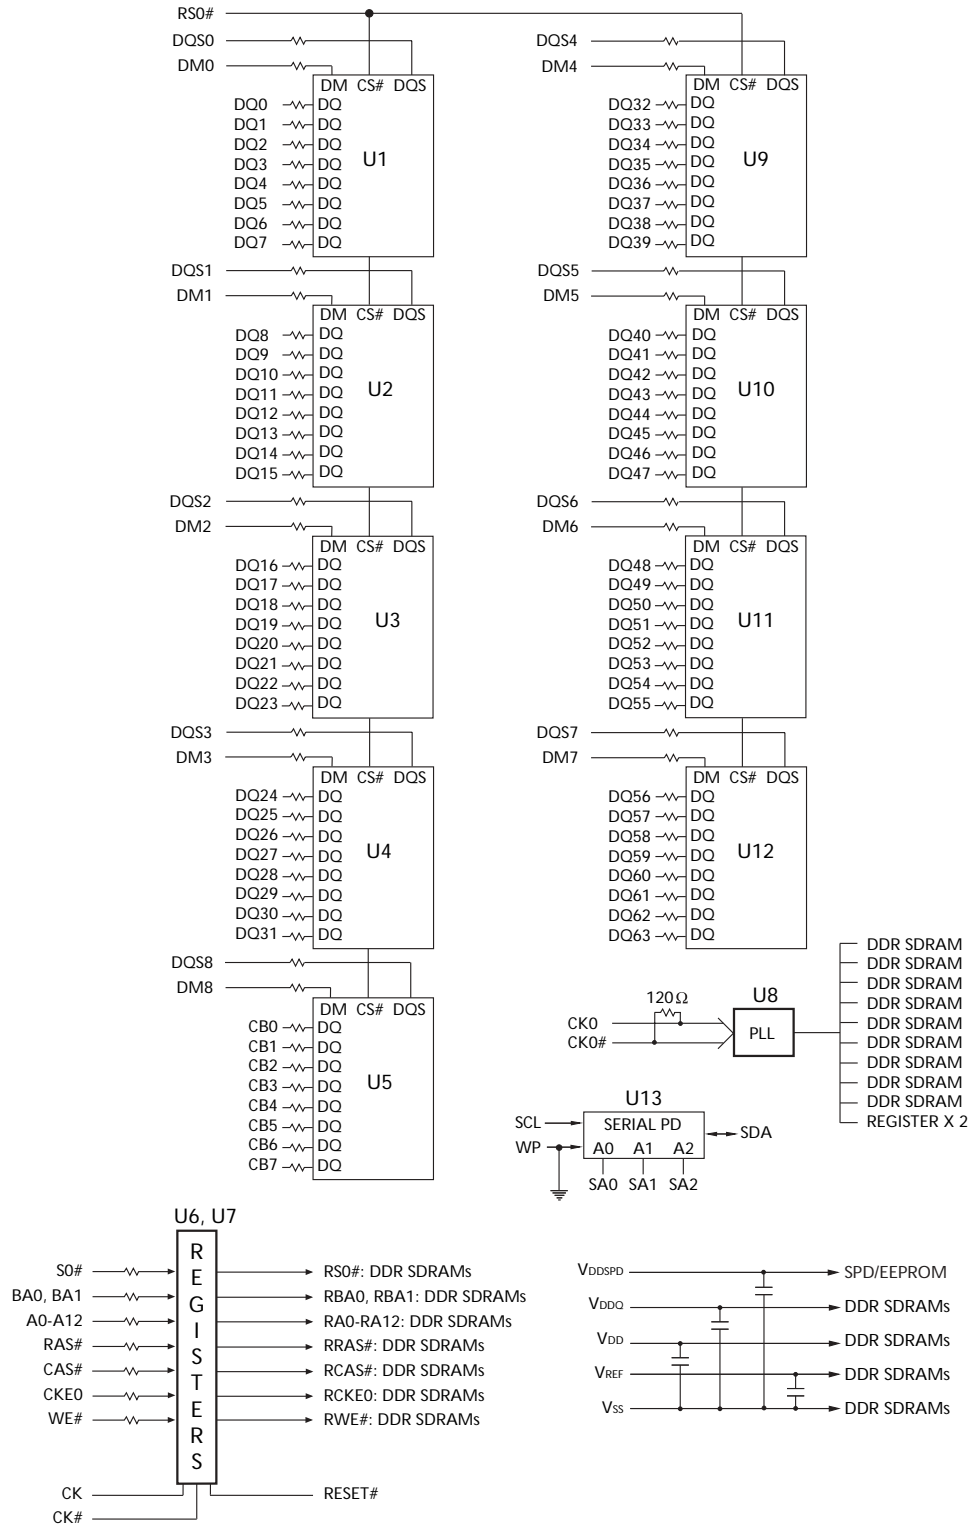 RS0#
DQS0
DM0
DM CS# DQS
DQ0 DQ
DQ1 DQ
DQ2 DQ
DQ3 DQ
DQ4 DQ
DQ5 DQ
DQ6 DQ
DQ7 DQ
U1
DQS1
DM1
DM CS# DQS
DQ8 DQ
DQ9 DQ
DQ10 DQ
DQ11 DQ
DQ12 DQ
DQ13 DQ
DQ14 DQ
DQ15 DQ
U2
DQS2
DM2
DM CS# DQS
DQ16 DQ
DQ17 DQ
DQ18 DQ
DQ19 DQ
DQ20 DQ
DQ21 DQ
DQ22 DQ
DQ23 DQ
U3
DQS3
DM3
DM CS# DQS
DQ24 DQ
DQ25 DQ
DQ26 DQ
DQ27 DQ
DQ28 DQ
DQ29 DQ
DQ30 DQ
DQ31 DQ
U4
DQS8
DM8
DM CS# DQS
CB0 DQ
CB1 DQ
CB2 DQ
CB3 DQ
CB4 DQ
CB5 DQ
CB6 DQ
CB7 DQ
U5
DQS4
DM4
DM CS# DQS
DQ32 DQ
DQ33 DQ
DQ34 DQ
DQ35 DQ
DQ36 DQ
DQ37 DQ
DQ38 DQ
DQ39 DQ
U9
DQS5
DM5
DM CS# DQS
DQ40 DQ
DQ41 DQ
DQ42 DQ
DQ43 DQ
DQ44 DQ
DQ45 DQ
DQ46 DQ
DQ47 DQ
U10
DQS6
DM6
DM CS# DQS
DQ48 DQ
DQ49 DQ
DQ50 DQ
DQ51 DQ
DQ52 DQ
DQ53 DQ
DQ54 DQ
DQ55 DQ
U11
DQS7
DM7
DM CS# DQS
DQ56 DQ
DQ57 DQ
DQ58 DQ
DQ59 DQ
DQ60 DQ
DQ61 DQ
DQ62 DQ
DQ63 DQ
U12
120Ω
U8
CK0
CK0#
PLL
DDR SDRAM
DDR SDRAM
DDR SDRAM
DDR SDRAM
DDR SDRAM
DDR SDRAM
DDR SDRAM
DDR SDRAM
DDR SDRAM
REGISTER X 2
U13
SCL
SERIAL PD
SDA
WP
A0 A1 A2
SA0 SA1 SA2
U6, U7
REGISTERS
S0# RS0#: DDR SDRAMs
BA0, BA1 RBA0, RBA1: DDR SDRAMs
A0-A12 RA0-RA12: DDR SDRAMs
RAS# RRAS#: DDR SDRAMs
CAS# RCAS#: DDR SDRAMs
CKE0 RCKE0: DDR SDRAMs
WE# RWE#: DDR SDRAMs
CK RESET#
CK#
VDDSPD SPD/EEPROM
VDDQ DDR SDRAMs
VDD DDR SDRAMs
VREF DDR SDRAMs
VSS DDR SDRAMs